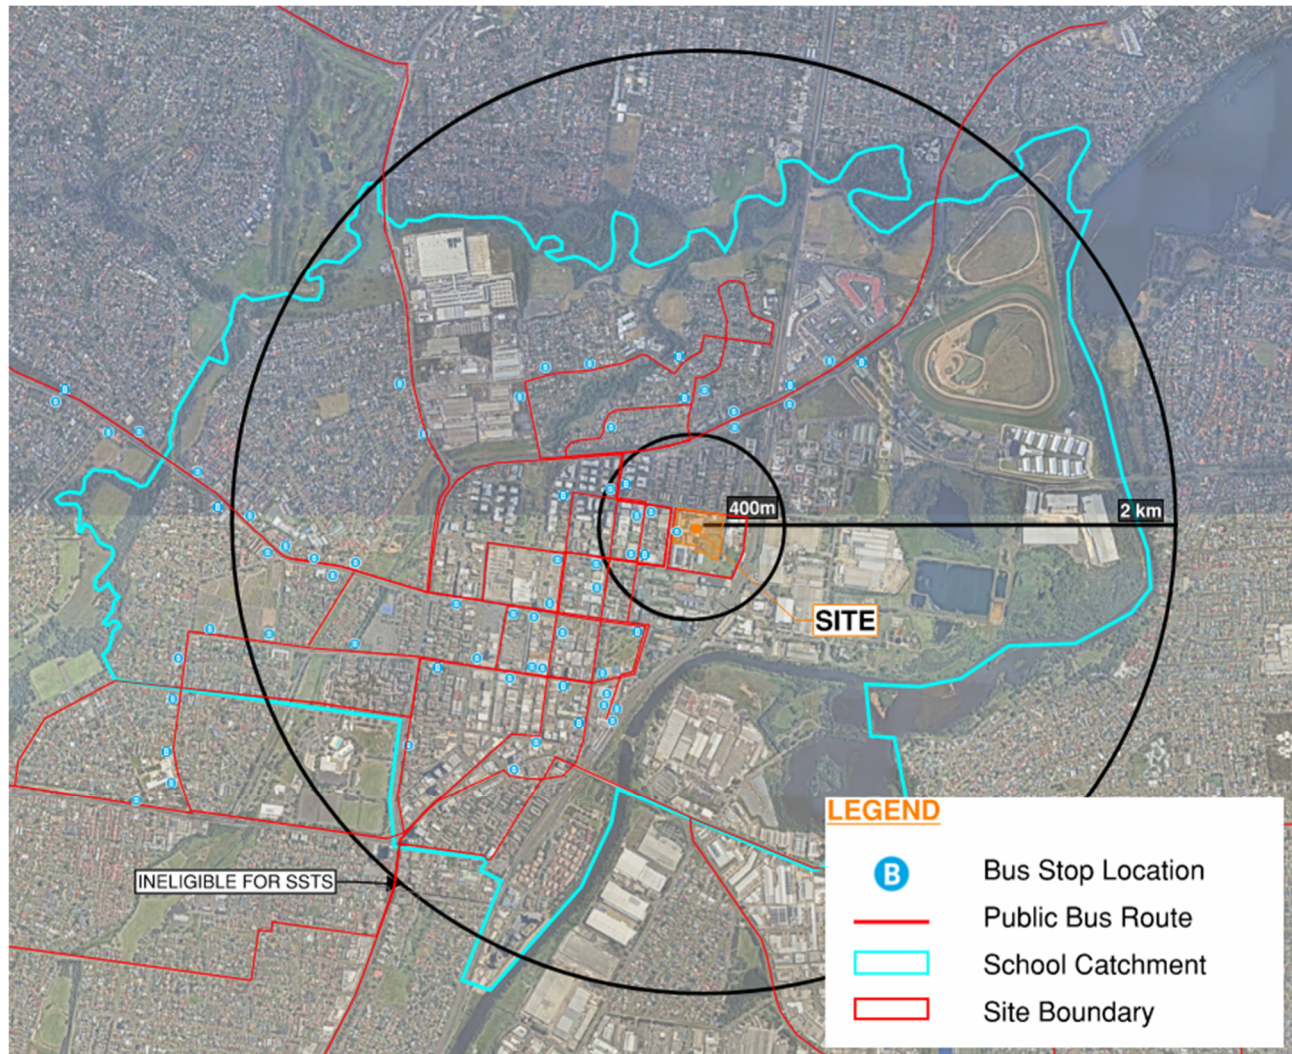 400m
2 km
SITE
INELIGIBLE FOR SSTS
LEGEND
B Bus Stop Location
Public Bus Route
School Catchment
Site Boundary